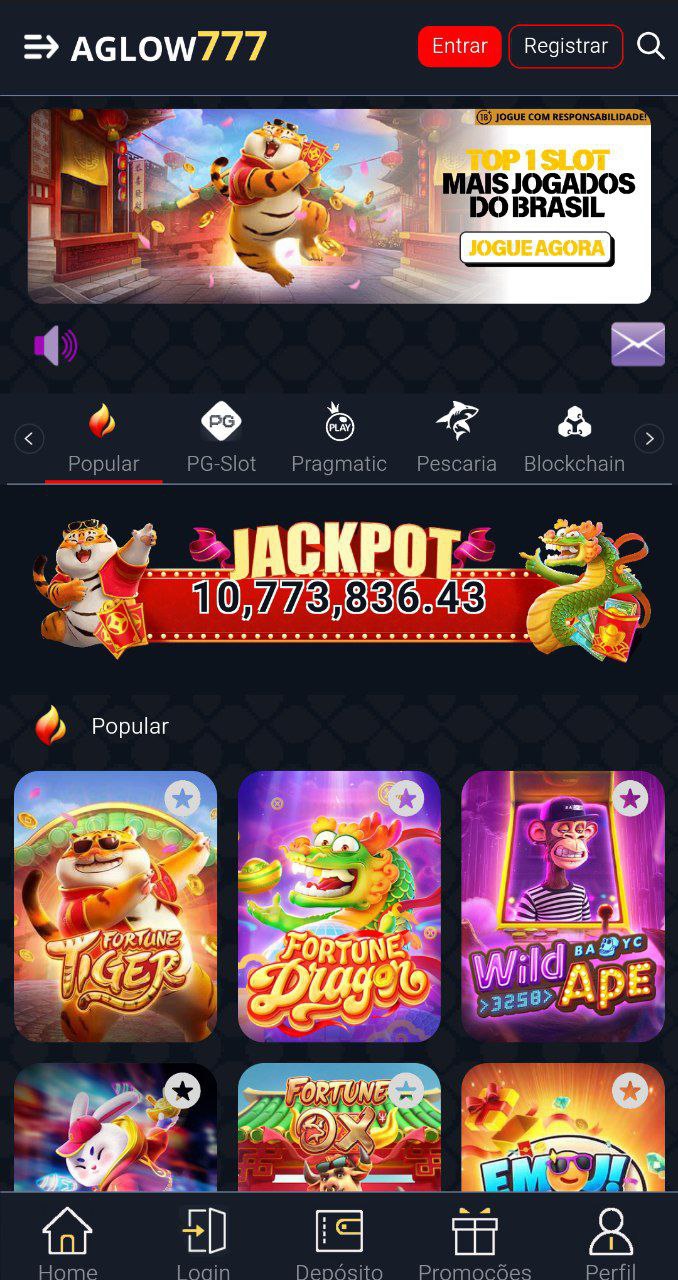 AGLOW777
Entrar
Registrar
18 JOGUE COM RESPONSABILIDADE!
TOP 1 SLOT
MAIS JOGADOS
DO BRASIL
JOGUE AGORA
PG
PLAY
Popular
PG-Slot
Pragmatic
Pescaria
Blockchain
JACKPOT
10,773,836.43
Popular
FORTUNE
TIGER
FORTUNE
Dragon
Wild
BAYC
>3258>
APE
FORTUNE
OX
EMOJI
Home
Login
Depósito
Promoções
Perfil